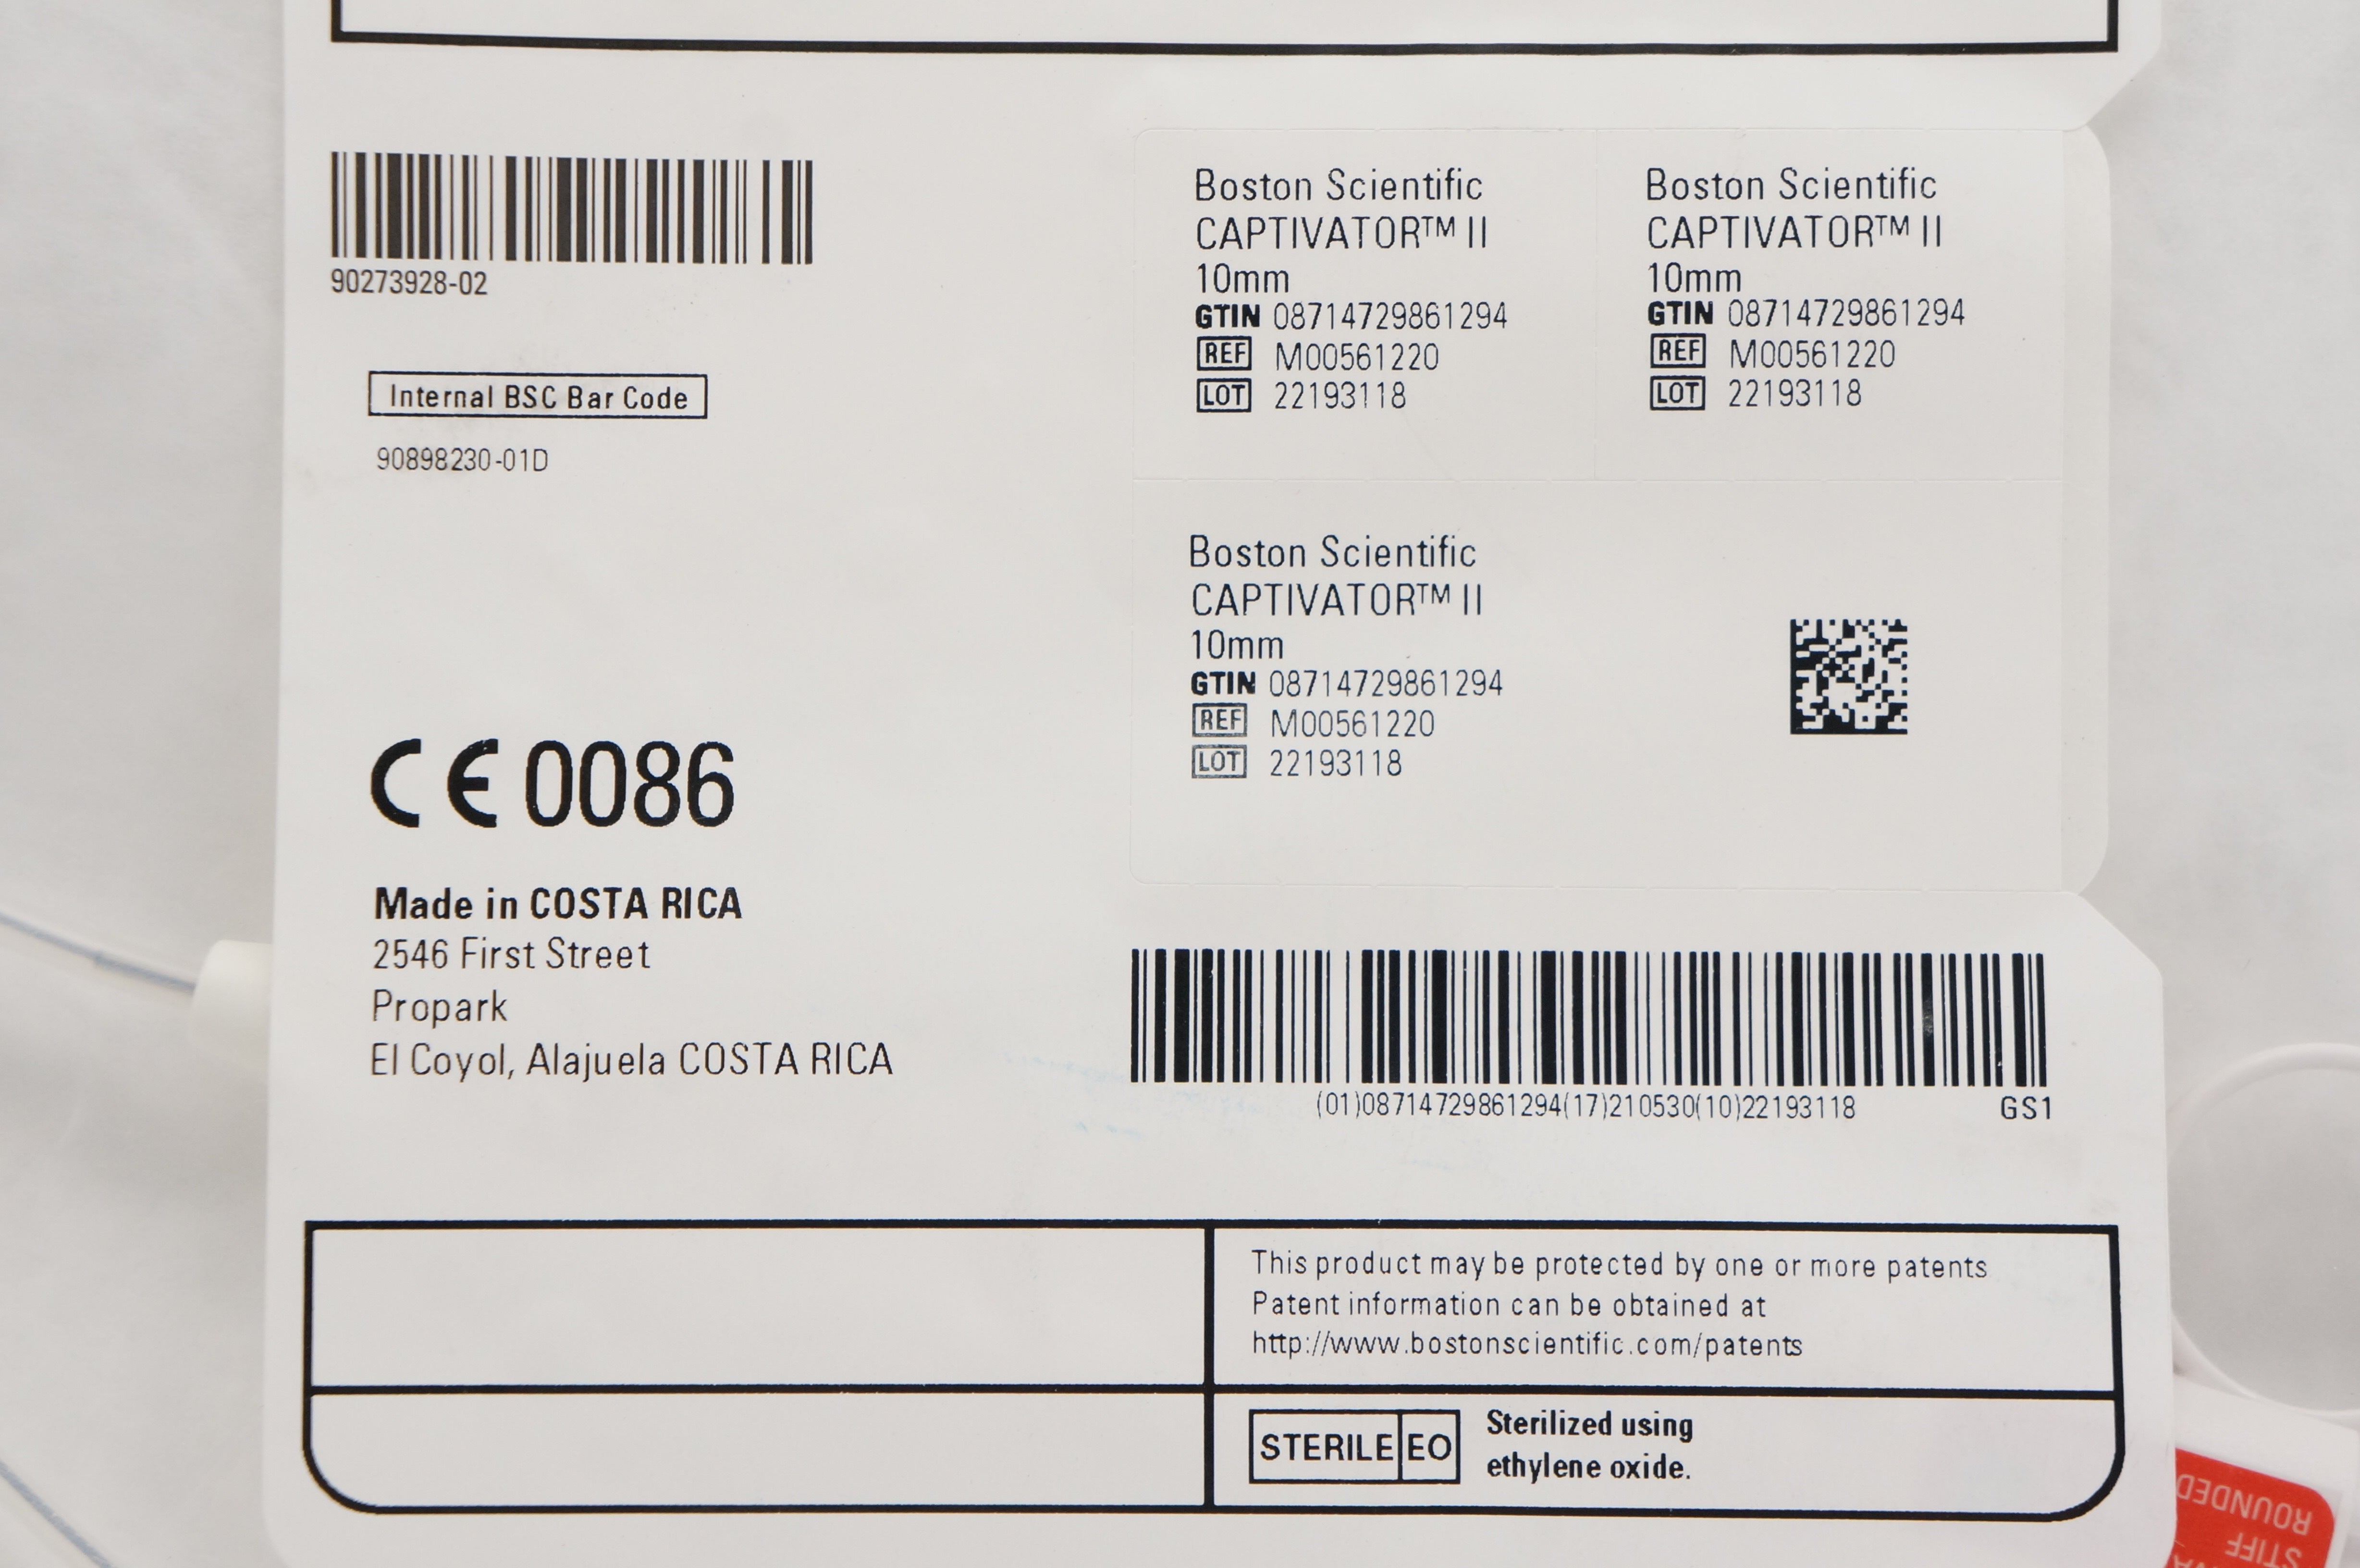 90273928-02
Internal BSC Bar Code
90898230-01D
CE 0086
Made in COSTA RICA
2546 First Street
Propark
El Coyol, Alajuela COSTA RICA
Boston Scientific
CAPTIVATOR™ II
10mm
GTIN 08714729861294
REF M00561220
LOT 22193118
Boston Scientific
CAPTIVATOR™ II
10mm
GTIN 08714729861294
REF M00561220
LOT 22193118
Boston Scientific
CAPTIVATOR™ II
10mm
GTIN 08714729861294
REF M00561220
LOT 22193118
(01)08714729861294(17)210530(10)22193118 GS1
This product may be protected by one or more patents
Patent information can be obtained at
http://www.bostonscientific.com/patents
STERILE EO Sterilized using
ethylene oxide.
STIFF
ROUNDED